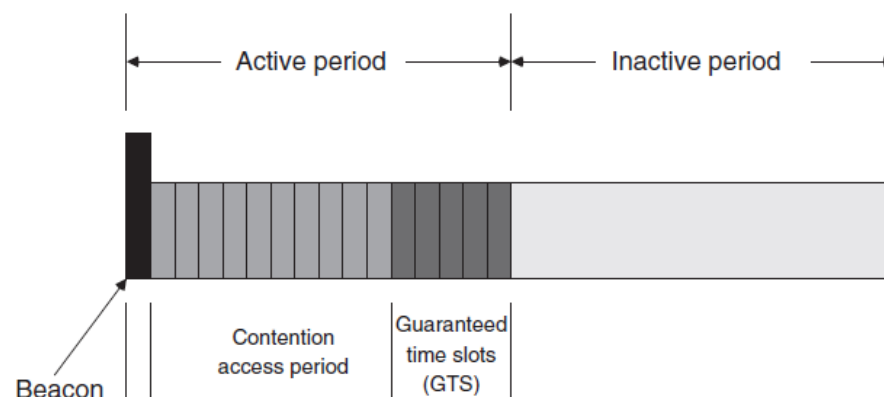 Active period
Inactive period
Contention
access period
Guaranteed
time slots
(GTS)
Beacon